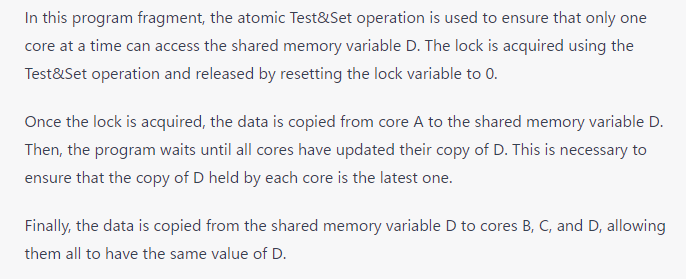 In this program fragment, the atomic Test&Set operation is used to ensure that only one
core at a time can access the shared memory variable D. The lock is acquired using the
Test&Set operation and released by resetting the lock variable to 0.
Once the lock is acquired, the data is copied from core A to the shared memory variable D.
Then, the program waits until all cores have updated their copy of D. This is necessary to
ensure that the copy of D held by each core is the latest one.
Finally, the data is copied from the shared memory variable D to cores B, C, and D, allowing
them all to have the same value of D.